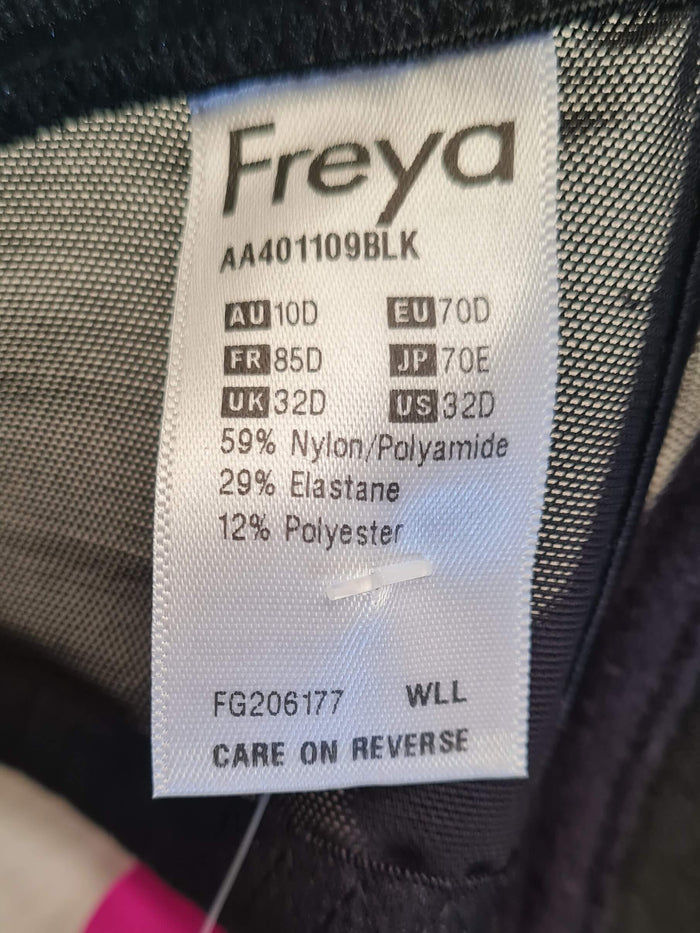 Freya
AA401109BLK
AU 10D EU 70D
FR 85D JP 70E
UK 32D US 32D
59% Nylon/Polyamide
29% Elastane
12% Polyester
FG206177 WLL
CARE ON REVERSE